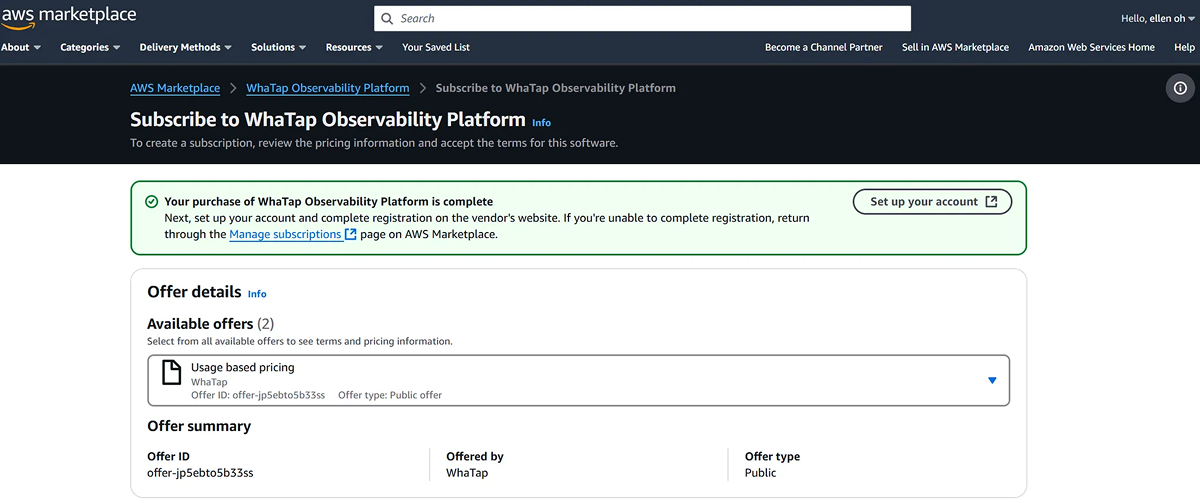 aws marketplace
Search
Hello, ellen oh
About
Categories
Delivery Methods
Solutions
Resources
Your Saved List
Become a Channel Partner
Sell in AWS Marketplace
Amazon Web Services Home
Help
AWS Marketplace > WhaTap Observability Platform > Subscribe to WhaTap Observability Platform
Subscribe to WhaTap Observability Platform Info
To create a subscription, review the pricing information and accept the terms for this software.
Your purchase of WhaTap Observability Platform is complete
Next, set up your account and complete registration on the vendor's website. If you're unable to complete registration, return
through the Manage subscriptions page on AWS Marketplace.
Set up your account
Offer details Info
Available offers (2)
Select from all available offers to see terms and pricing information.
Usage based pricing
WhaTap
Offer ID: offer-jp5ebto5b33ss Offer type: Public offer
Offer summary
Offer ID
offer-jp5ebto5b33ss
Offered by
WhaTap
Offer type
Public